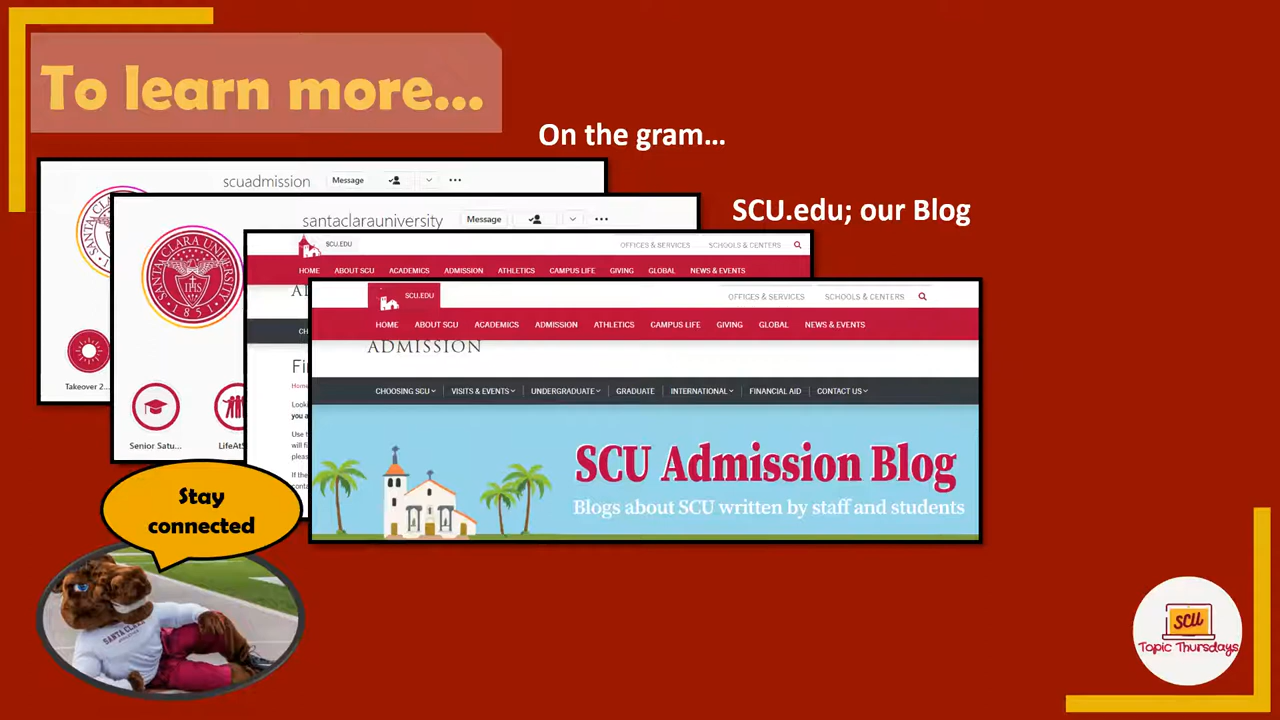 To learn more...
On the gram...
scuadmission Message
santaclarauniversity Message
SCU.edu; our Blog
SCU.EDU OFFICES & SERVICES SCHOOLS & CENTERS
HOME ABOUT SCU ACADEMICS ADMISSION ATHLETICS CAMPUS LIFE GIVING GLOBAL NEWS & EVENTS
SCU.EDU OFFICES & SERVICES SCHOOLS & CENTERS
HOME ABOUT SCU ACADEMICS ADMISSION ATHLETICS CAMPUS LIFE GIVING GLOBAL NEWS & EVENTS
ADMISSION
CHOOSING SCU VISITS & EVENTS UNDERGRADUATE GRADUATE INTERNATIONAL FINANCIAL AID CONTACT US
SCU Admission Blog
Blogs about SCU written by staff and students
SANTA CLARA UNIVERSITY
IHS
1851
Takeover 2...
Senior Satu...
Stay
connected
SCU
Topic Thursdays